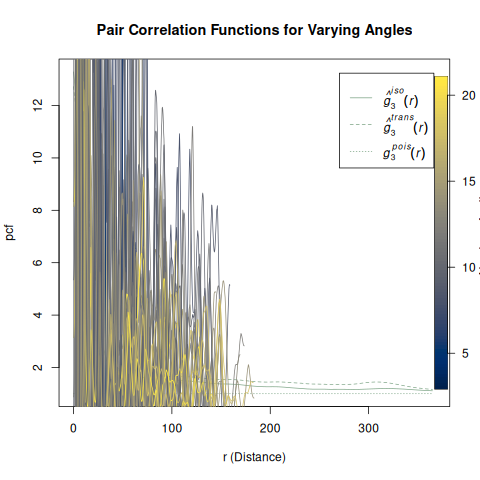 Pair Correlation Functions for Varying Angles
ĝ₃ⁱˢᵒ(r)
ĝ₃ᵗʳᵃⁿˢ(r)
g₃ᵖᵒⁱˢ(r)
pcf
2
4
6
8
10
12
0
100
200
300
r (Distance)
5
10
15
20